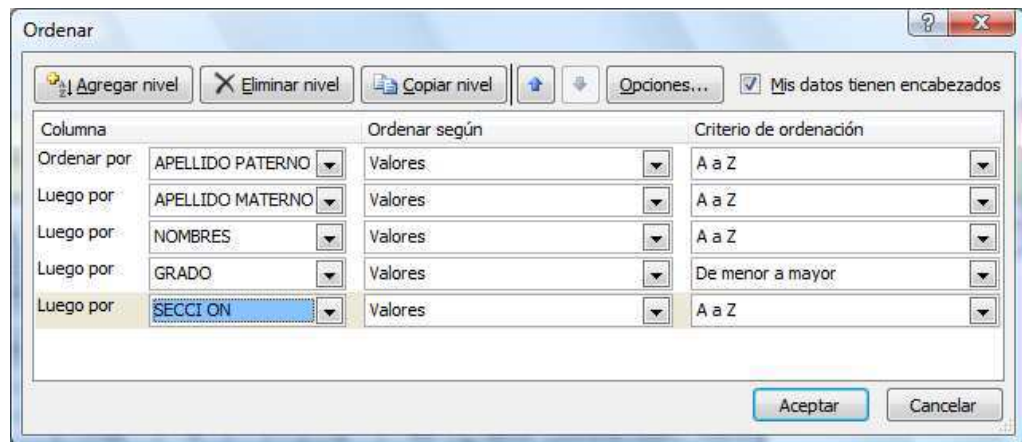 Ordenar
Agregar nivel Eliminar nivel Copiar nivel Opciones... Mis datos tienen encabezados
Columna Ordenar según Criterio de ordenación
Ordenar por APELLIDO PATERNO Valores A a Z
Luego por APELLIDO MATERNO Valores A a Z
Luego por NOMBRES Valores A a Z
Luego por GRADO Valores De menor a mayor
Luego por SECCI ON Valores A a Z
Aceptar Cancelar